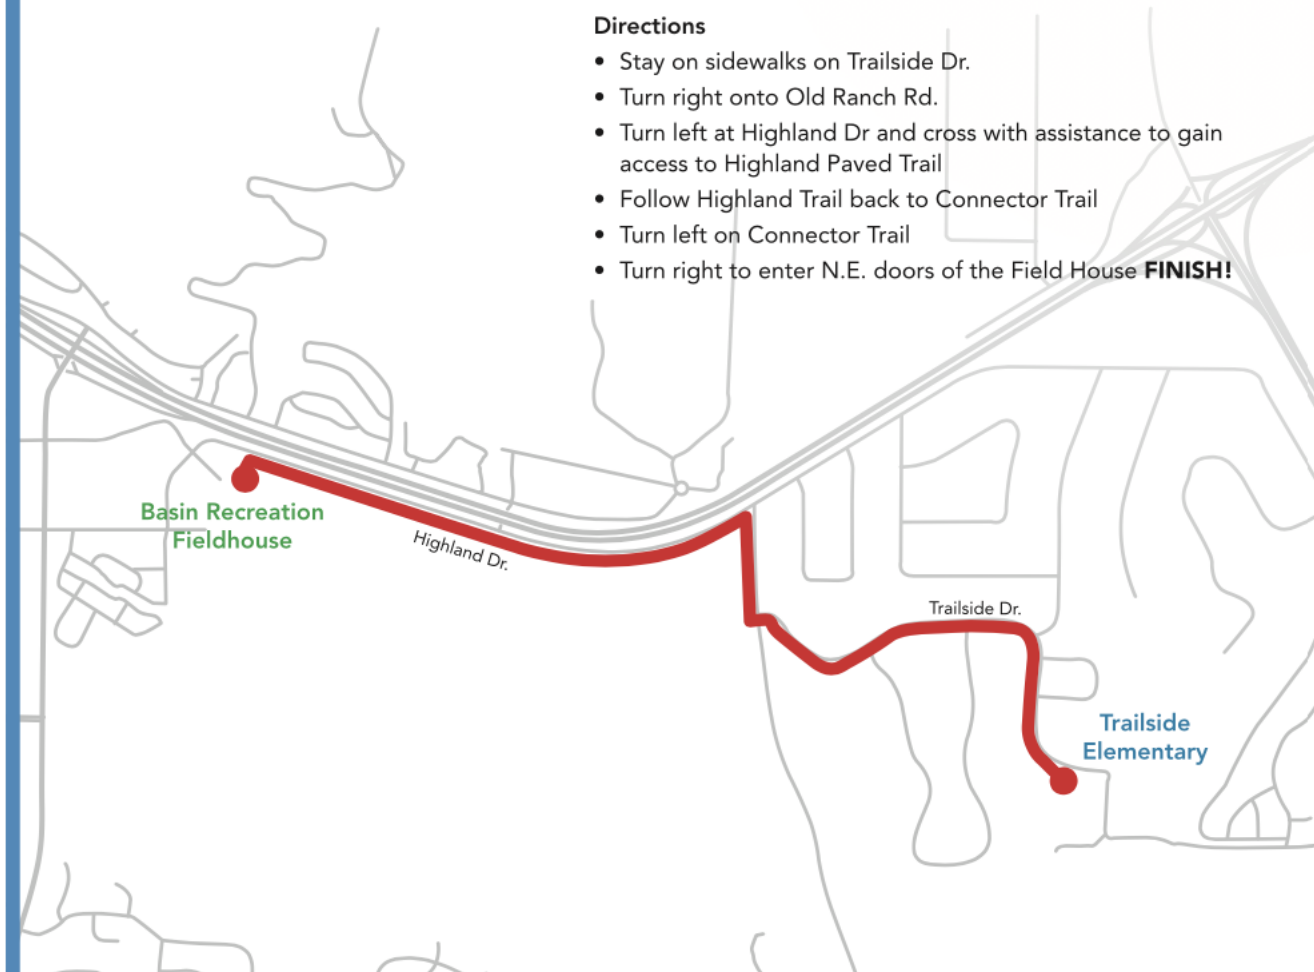 Directions
• Stay on sidewalks on Trailside Dr.
• Turn right onto Old Ranch Rd.
• Turn left at Highland Dr and cross with assistance to gain
access to Highland Paved Trail
• Follow Highland Trail back to Connector Trail
• Turn left on Connector Trail
• Turn right to enter N.E. doors of the Field House FINISH!
Basin Recreation
Fieldhouse
Highland Dr.
Trailside Dr.
Trailside
Elementary